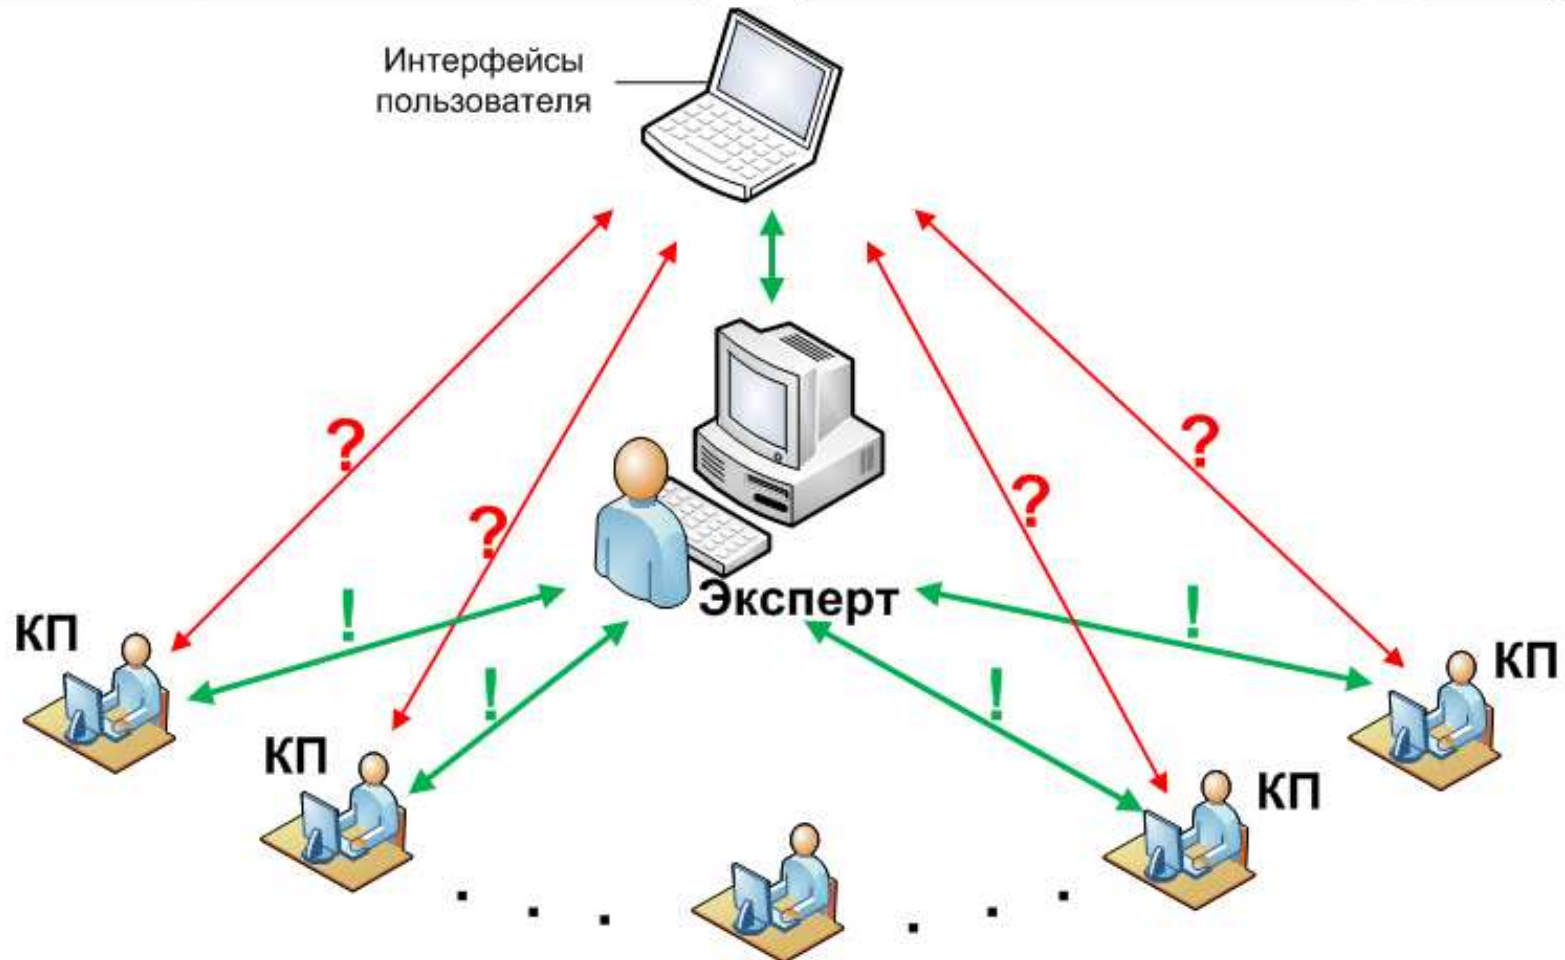 Интерфейсы
пользователя
?
?
?
?
Эксперт
!
!
!
!
КП
КП
КП
КП
. . . . . .